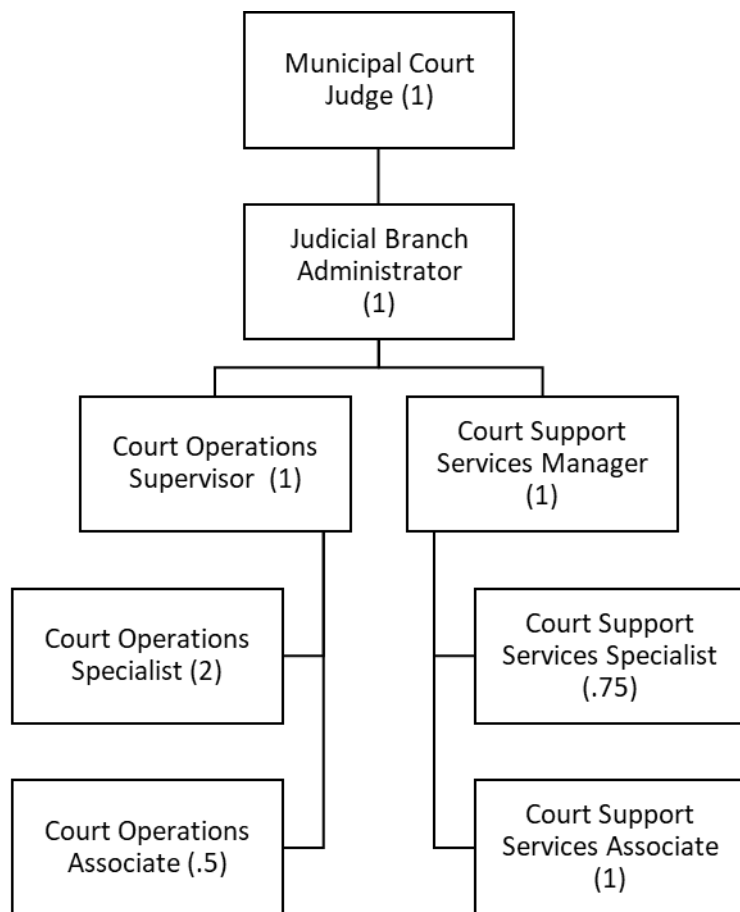 Municipal Court
Judge (1)
Judicial Branch
Administrator
(1)
Court Operations
Supervisor  (1)
Court Support
Services Manager
(1)
Court Operations
Specialist (2)
Court Support
Services Specialist
(.75)
Court Operations
Associate (.5)
Court Support
Services Associate
(1)